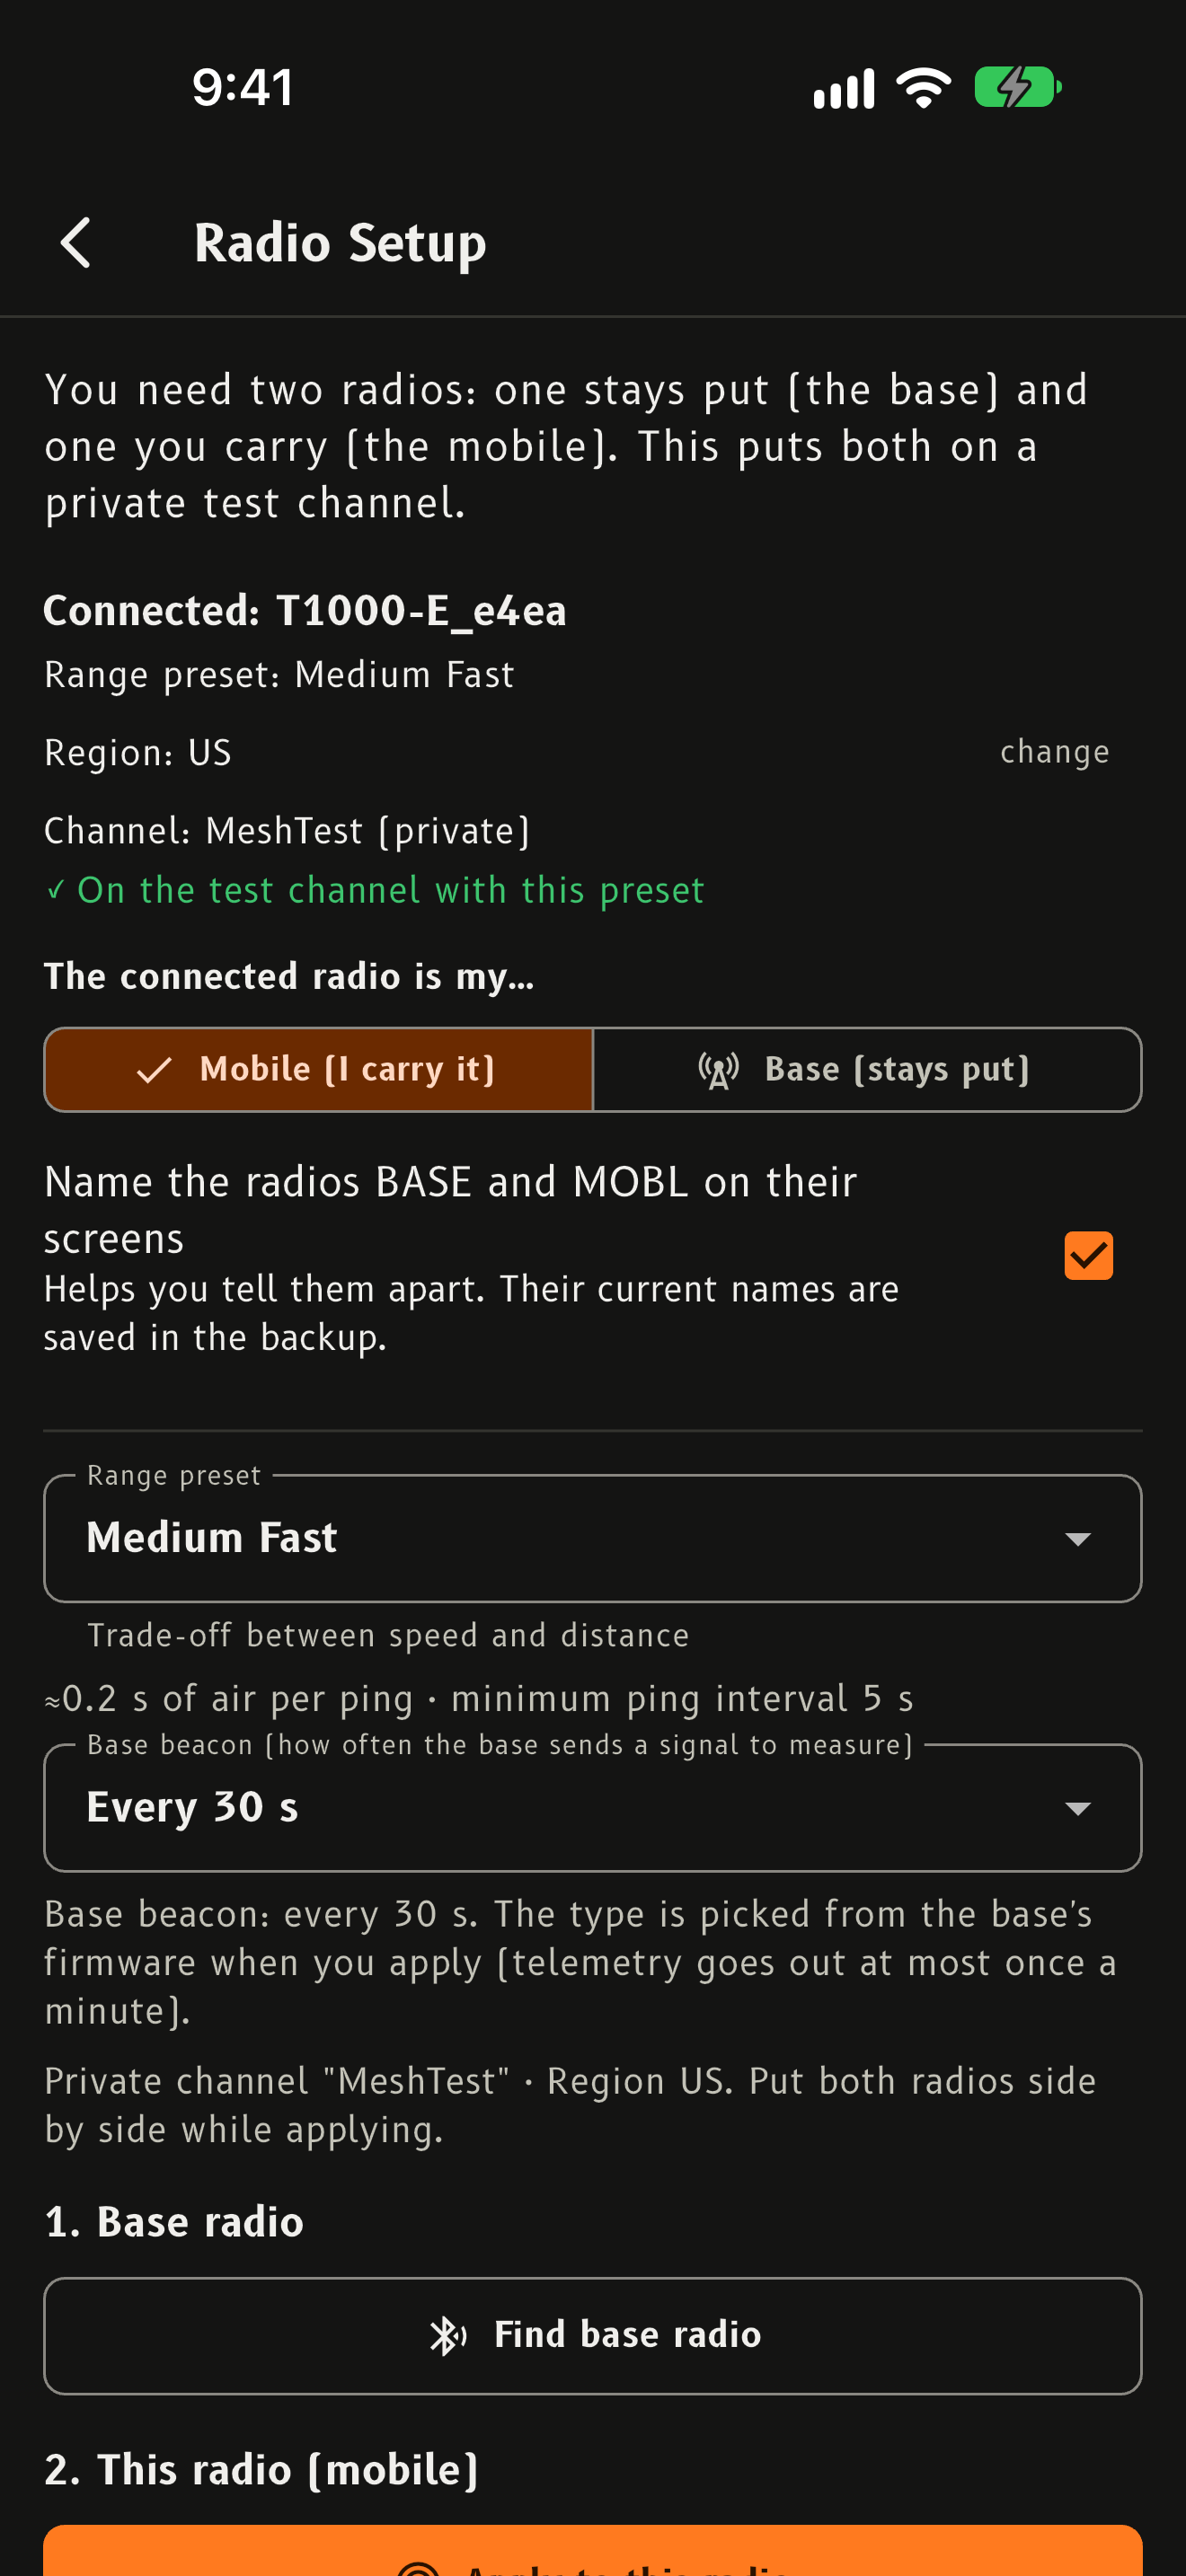 9:41
Radio Setup
You need two radios: one stays put (the base) and
one you carry (the mobile). This puts both on a
private test channel.
Connected: T1000-E_e4ea
Range preset: Medium Fast
Region: US change
Channel: MeshTest (private)
✓ On the test channel with this preset
The connected radio is my…
Mobile (I carry it) Base (stays put)
Name the radios BASE and MOBL on their
screens
Helps you tell them apart. Their current names are
saved in the backup.
Range preset
Medium Fast
Trade-off between speed and distance
≈0.2 s of air per ping · minimum ping interval 5 s
Base beacon (how often the base sends a signal to measure)
Every 30 s
Base beacon: every 30 s. The type is picked from the base's
firmware when you apply (telemetry goes out at most once a
minute).
Private channel "MeshTest" · Region US. Put both radios side
by side while applying.
1. Base radio
Find base radio
2. This radio (mobile)
Apply to this radio